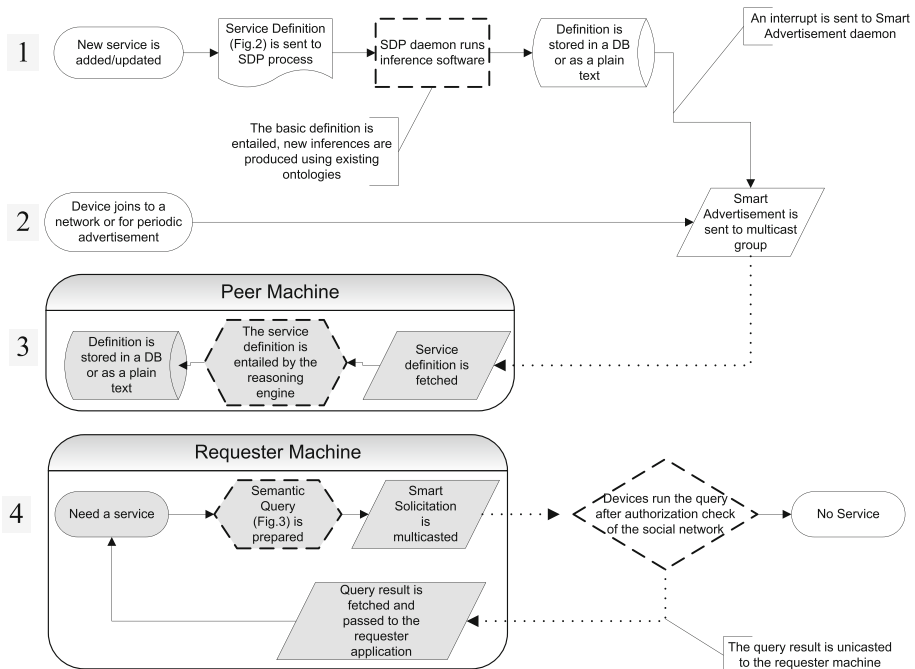 1
New service is
added/updated
Service Definition
(Fig.2) is sent to
SDP process
SDP daemon runs
inference software
Definition is
stored in a DB
or as a plain
text
An interrupt is sent to Smart
Advertisement daemon
The basic definition is
entailed, new inferences are
produced using existing
ontologies
2
Device joins to a
network or for periodic
advertisement
Smart
Advertisement is
sent to multicast
group
Peer Machine
3
Definition is
stored in a DB
or as a plain
text
The service
definition is
entailed by the
reasoning
engine
Service
definition is
fetched
Requester Machine
4
Need a service
Semantic
Query
(Fig.3) is
prepared
Smart
Solicitation
is
multicasted
Devices run the query
after authorization check
of the social network
No Service
Query result is
fetched and
passed to the
requester
application
The query result is unicasted
to the requester machine